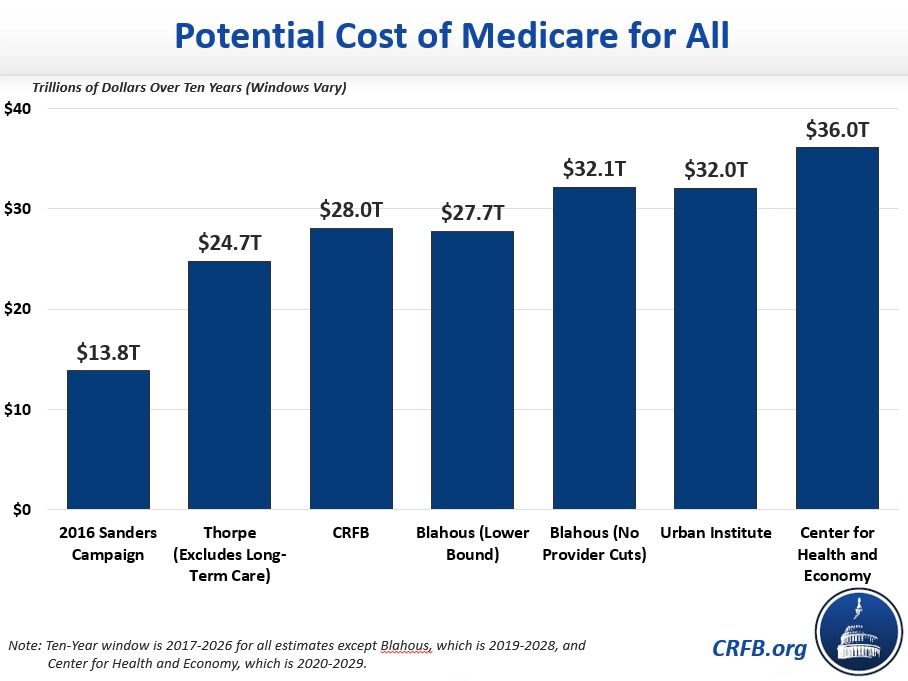 Potential Cost of Medicare for All
Trillions of Dollars Over Ten Years (Windows Vary)
$40
$30
$20
$10
$0
$13.8T
$24.7T
$28.0T
$27.7T
$32.1T
$32.0T
$36.0T
2016 Sanders
Campaign
Thorpe
(Excludes Long-
Term Care)
CRFB
Blahous (Lower
Bound)
Blahous (No
Provider Cuts)
Urban Institute
Center for
Health and
Economy
Note: Ten-Year window is 2017-2026 for all estimates except Blahous, which is 2019-2028, and
Center for Health and Economy, which is 2020-2029.
CRFB.org